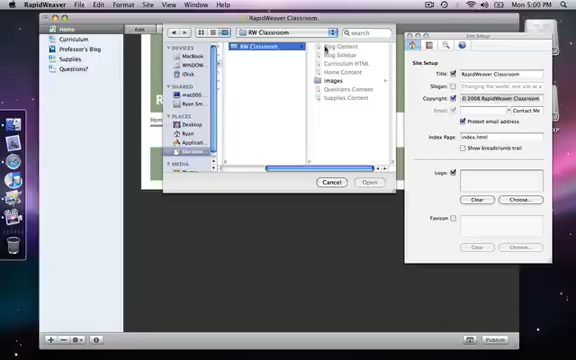 RapidWeaver File Edit Format Page View Window Help Mon 5:00 PM
RapidWeaver Classroom
Home
Curriculum
Professor's Blog
Supplies
Questions?
Edit
RW Classroom
search
DEVICES
MacBook
iDisk
SHARED
Ryan
PLACES
Desktop
Ryan
MEDIA
RW Classroom
Blog Content
Blog Sidebar
Curriculum HTML
Home Content
images
Questions Content
Supplies Content
Cancel Open
Site Setup
Site Setup
Title: RapidWeaver Classroom
Slogan:
Copyright: © 2008 RapidWeaver Classroom
Email: Contact Me
Protect email address
Index Page index.html
Show breadcrumb trail
Logo:
Clear Choose...
Favicon
Clear Choose...
Publish